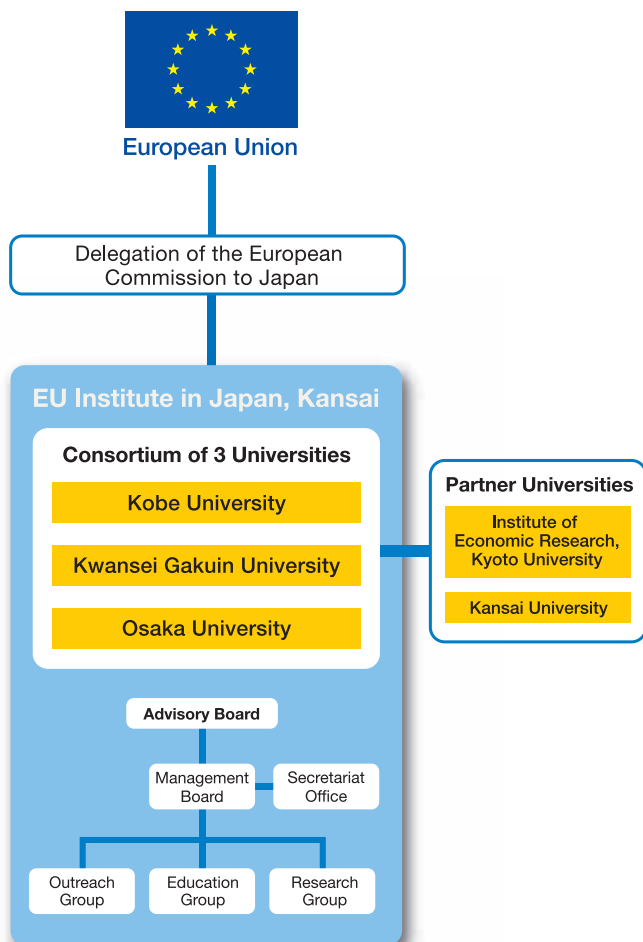 European Union
Delegation of the European
Commission to Japan
EU Institute in Japan, Kansai
Consortium of 3 Universities
Kobe University
Kwansei Gakuin University
Osaka University
Partner Universities
Institute of
Economic Research,
Kyoto University
Kansai University
Advisory Board
Management
Board
Secretariat
Office
Outreach
Group
Education
Group
Research
Group